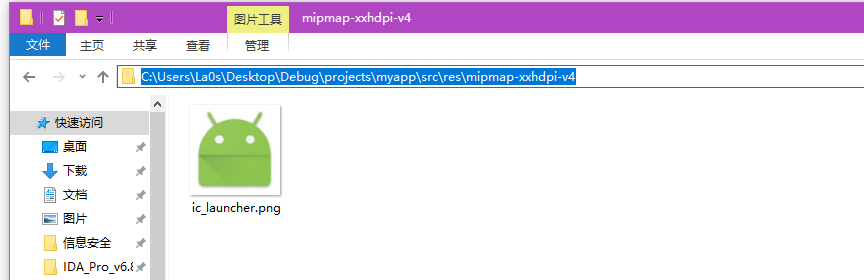 图片工具 mipmap-xxhdpi-v4
文件 主页 共享 查看 管理
C:\Users\La0s\Desktop\Debug\projects\myapp\src\res\mipmap-xxhdpi-v4
快速访问
桌面
下载
文档
图片
信息安全
IDA_Pro_v6.8
ic_launcher.png